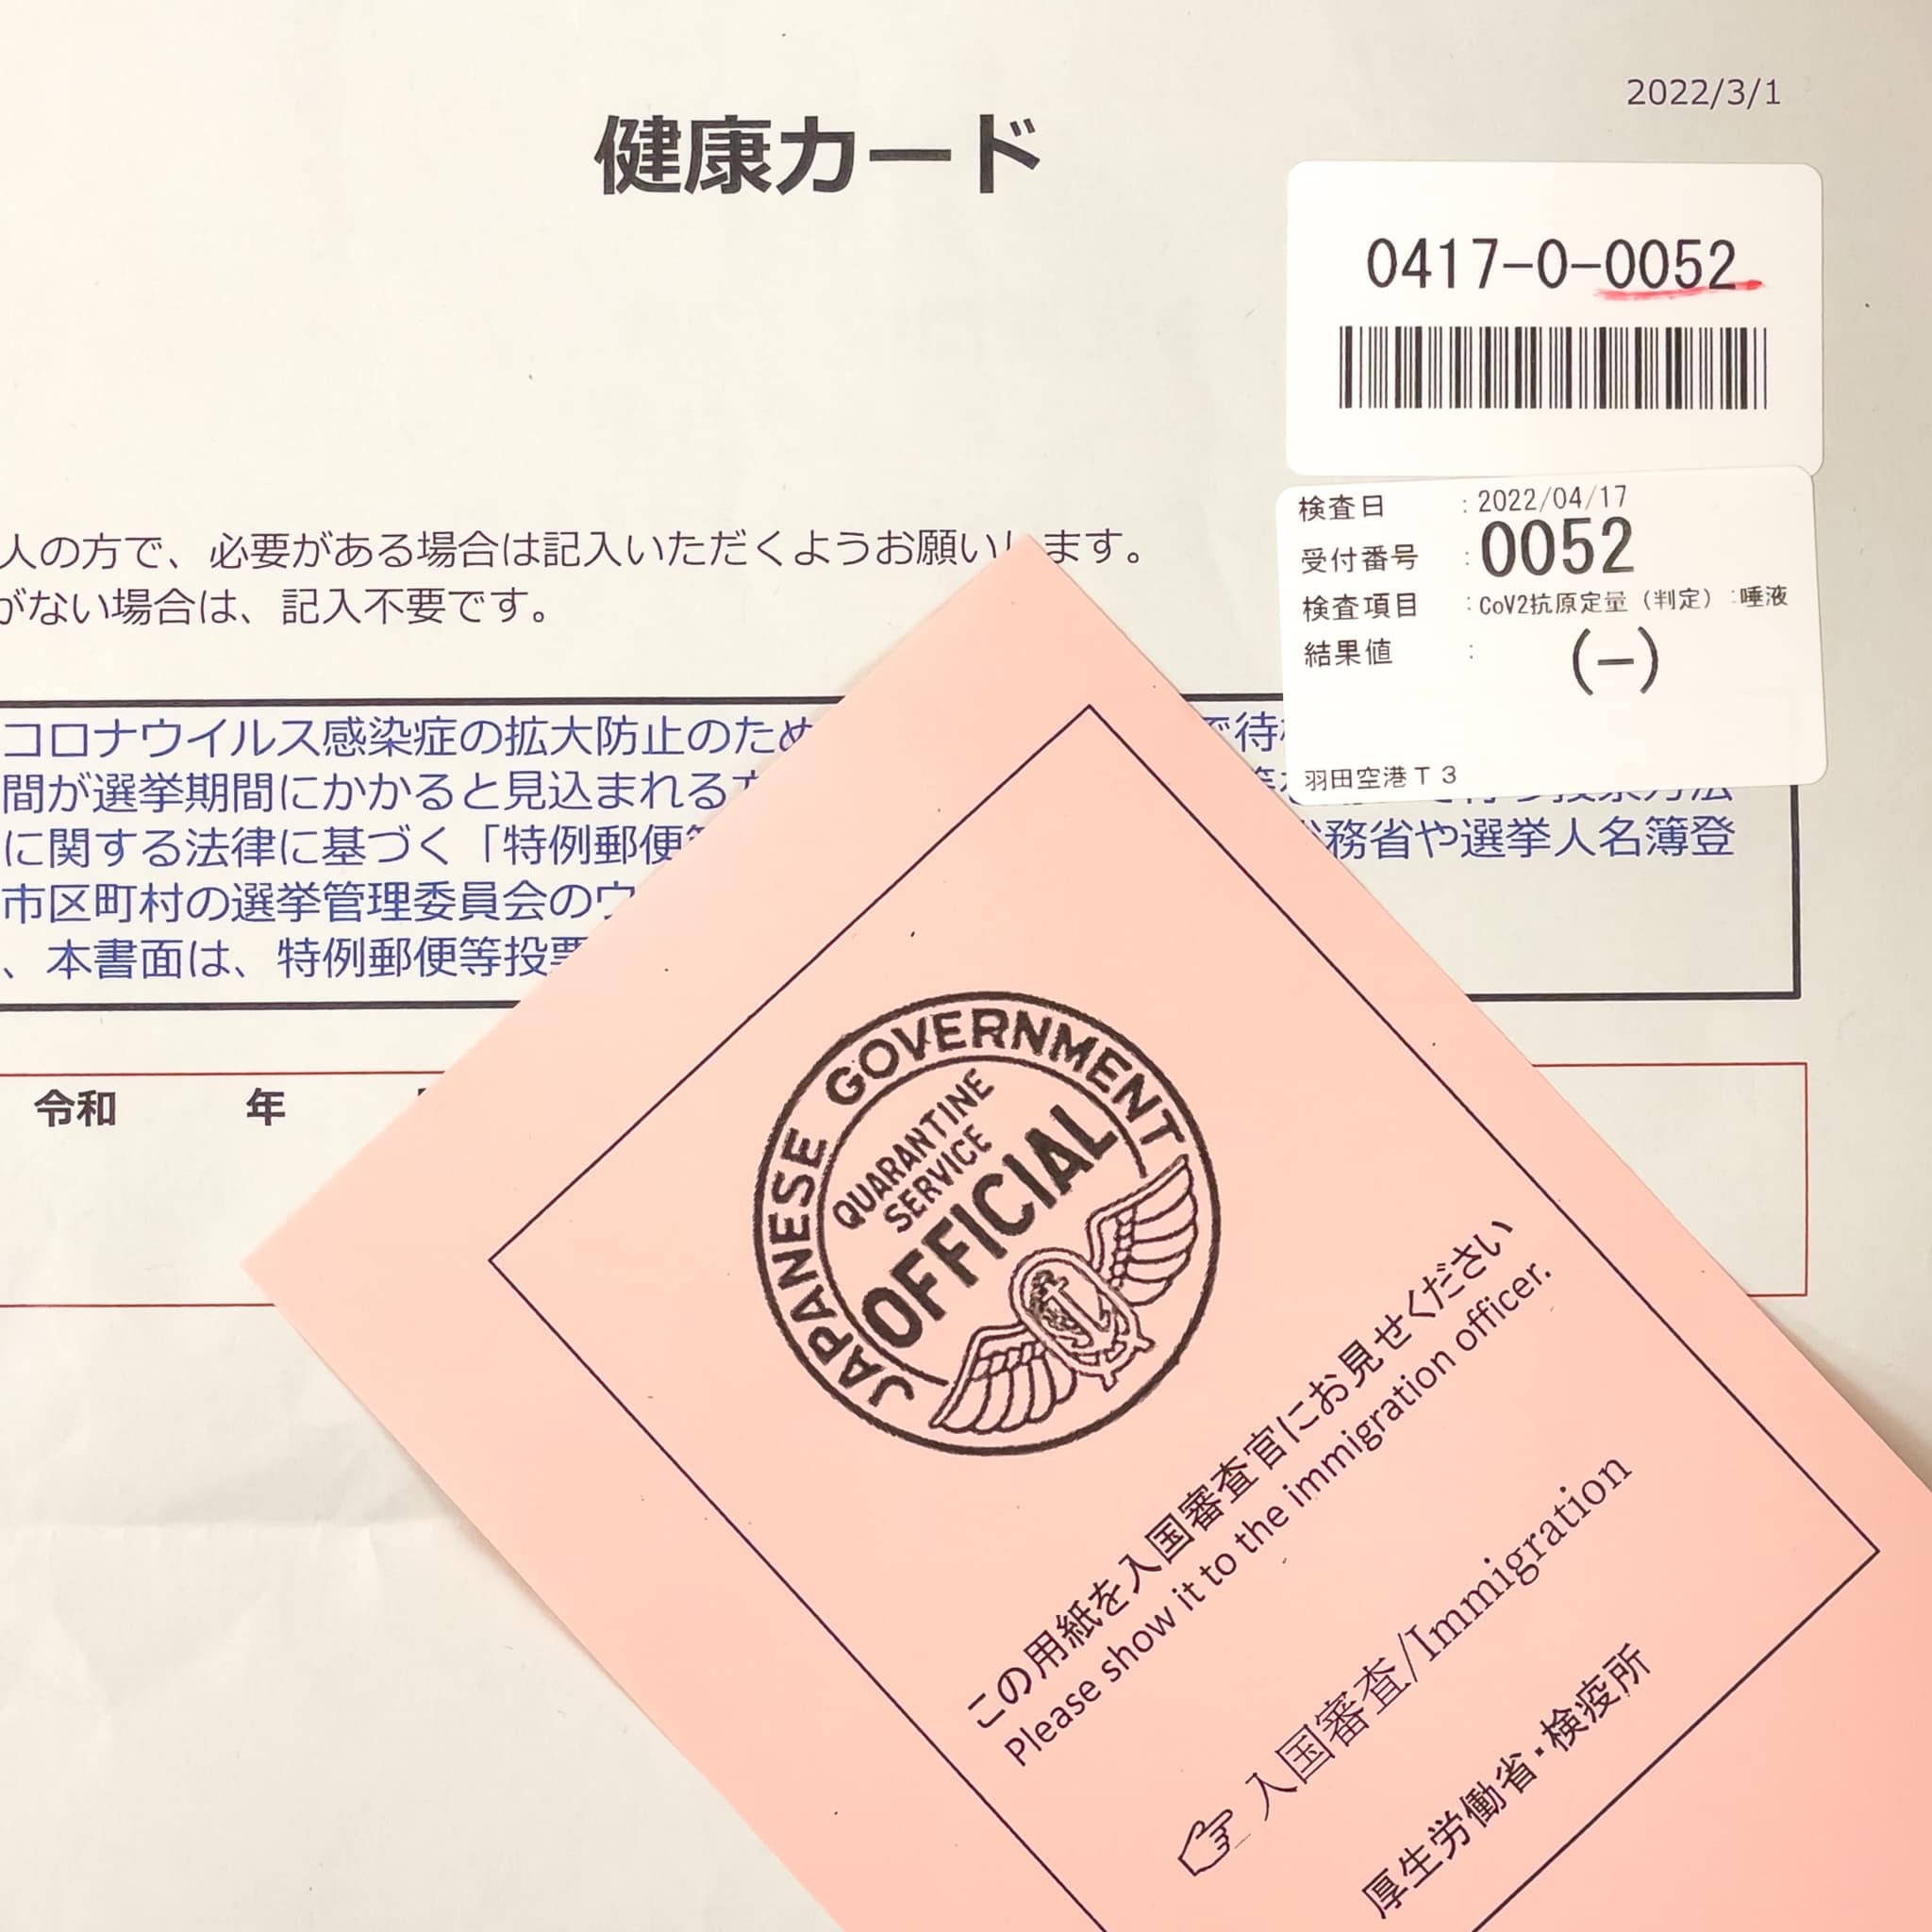 2022/3/1
健康カード
0417-0-0052
検査日 : 2022/04/17
受付番号 : 0052
検査項目 : CoV2抗原定量（判定） : 唾液
結果値 : (−)
羽田空港T3
人の方で、必要がある場合は記入いただくようお願いします。
がない場合は、記入不要です。
コロナウイルス感染症の拡大防止のため で待
間が選挙期間にかかると見込まれる
に関する法律に基づく「特例郵便 務省や選挙人名簿登
市区町村の選挙管理委員会のウ
、本書面は、特例郵便等投票
令和 年
JAPANESE GOVERNMENT
QUARANTINE
SERVICE
OFFICIAL
この用紙を入国審査官にお見せください
Please show it to the immigration officer.
☞ 入国審査/Immigration
厚生労働省・検疫所